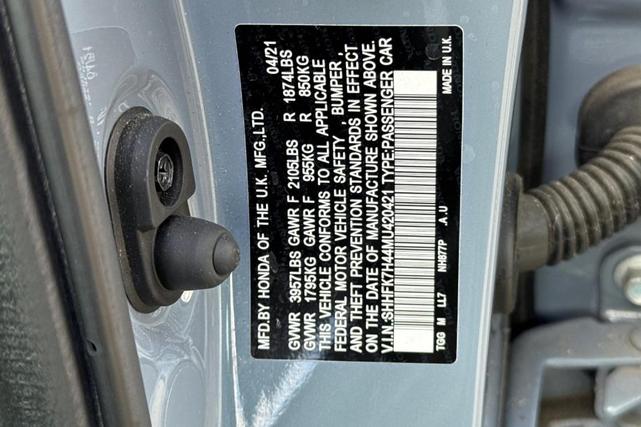 MFD.BY HONDA OF THE U.K. MFG.,LTD. 04/21
GVWR 3957LBS GAWR F 2105LBS R 1874LBS
GVWR 1795KG GAWR F 955KG R 850KG
THIS VEHICLE CONFORMS TO ALL APPLICABLE
FEDERAL MOTOR VEHICLE SAFETY, BUMPER,
AND THEFT PREVENTION STANDARDS IN EFFECT
ON THE DATE OF MANUFACTURE SHOWN ABOVE.
V.I.N.:SHHFK7H44MU420421 TYPE:PASSENGER CAR
TGG M LL7 NH877P .A.U MADE IN U.K.